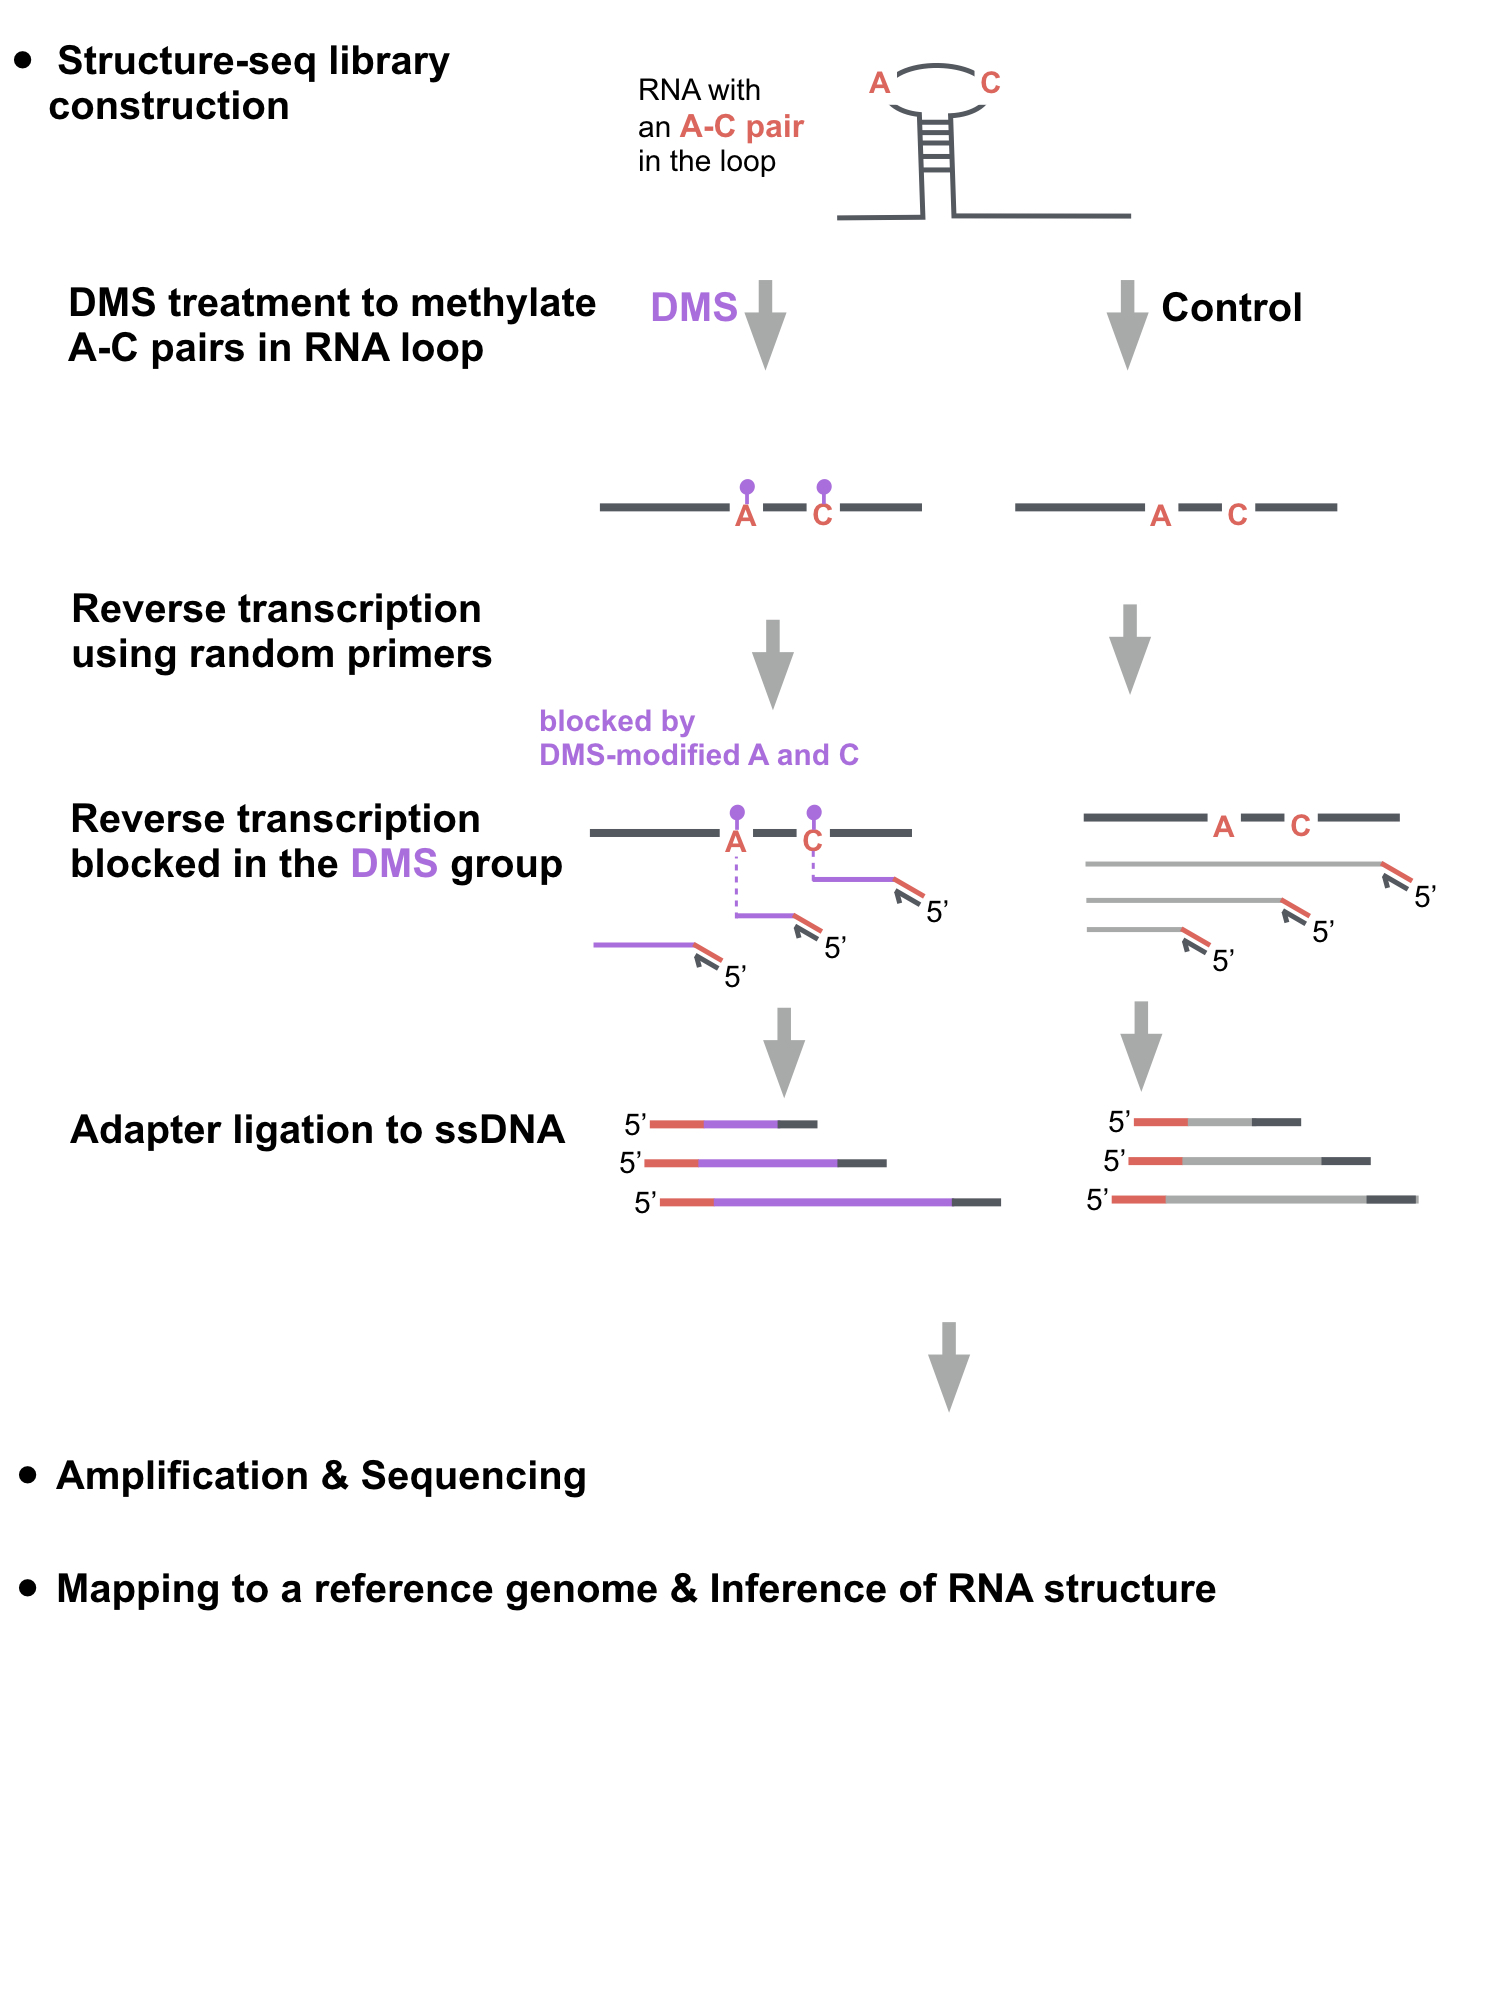 • Structure-seq library
construction
RNA with
an A-C pair
in the loop
A C
DMS treatment to methylate
A-C pairs in RNA loop
DMS
Control
A C
A C
Reverse transcription
using random primers
blocked by
DMS-modified A and C
Reverse transcription
blocked in the DMS group
A C
5’
5’
5’
A C
5’
5’
5’
Adapter ligation to ssDNA
5’
5’
5’
5’
5’
5’
• Amplification & Sequencing
• Mapping to a reference genome & Inference of RNA structure